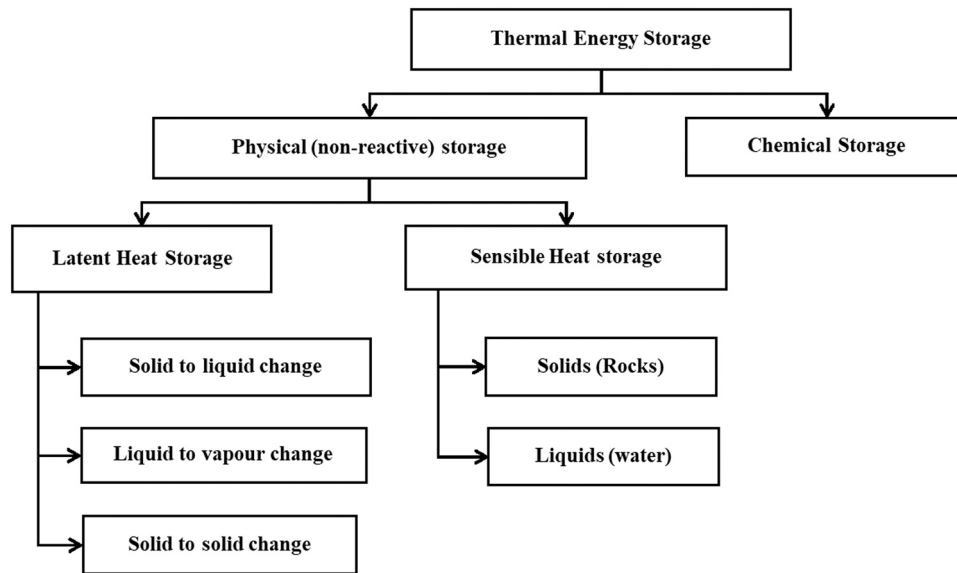 Thermal Energy Storage
Physical (non-reactive) storage
Chemical Storage
Latent Heat Storage
Sensible Heat storage
Solid to liquid change
Solids (Rocks)
Liquid to vapour change
Liquids (water)
Solid to solid change